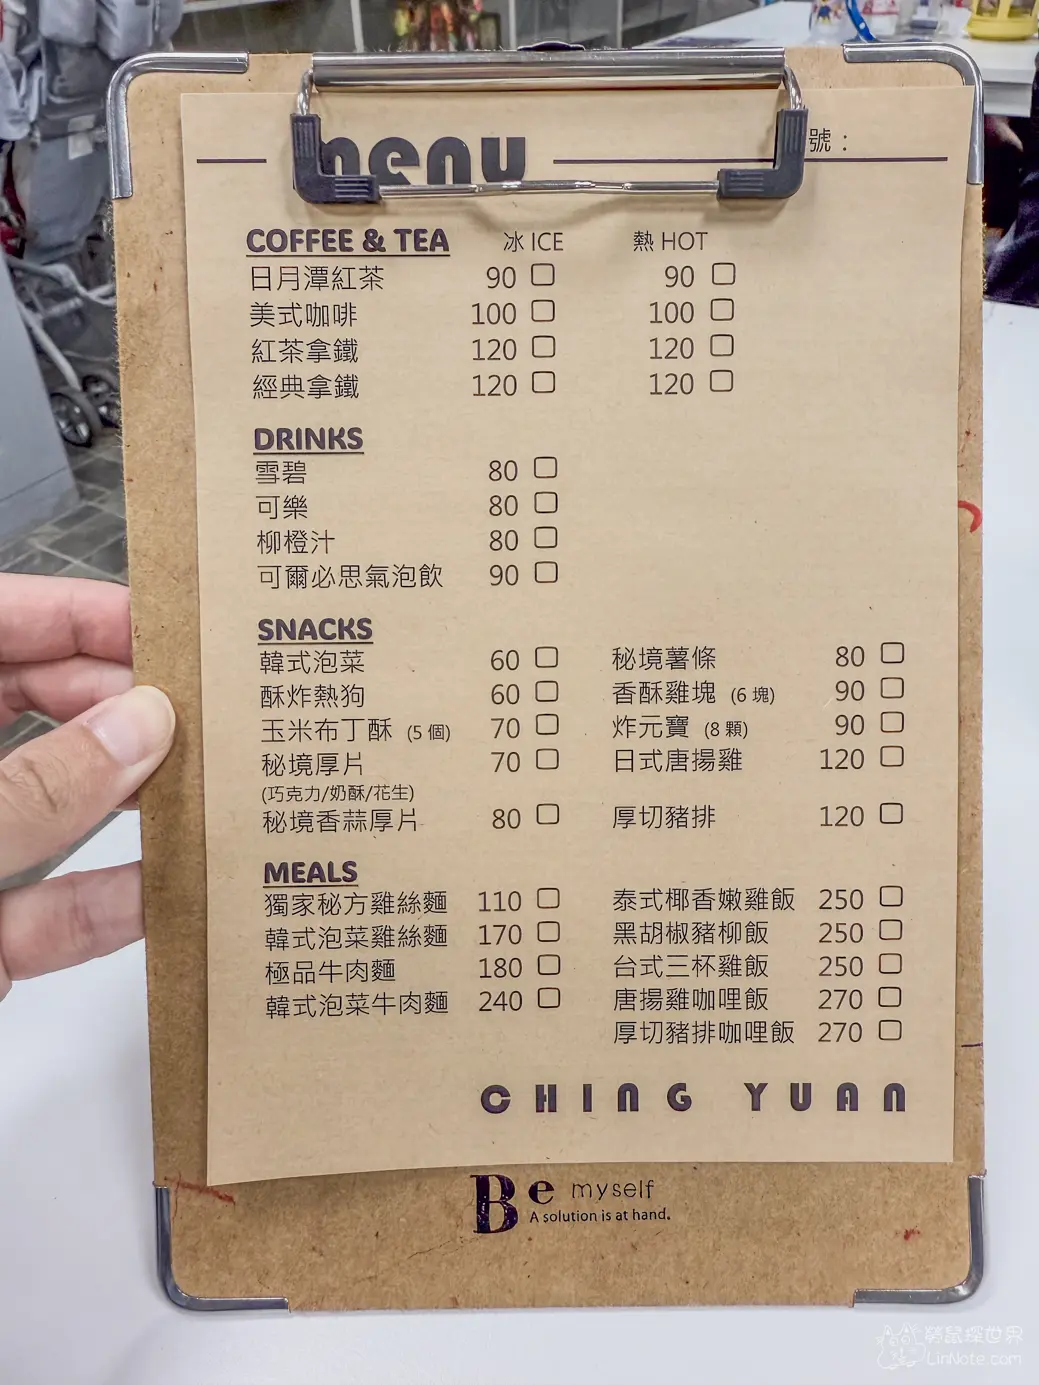 menu
號：
COFFEE & TEA 冰 ICE 熱 HOT
日月潭紅茶 90 90
美式咖啡 100 100
紅茶拿鐵 120 120
經典拿鐵 120 120
DRINKS
雪碧 80
可樂 80
柳橙汁 80
可爾必思氣泡飲 90
SNACKS
韓式泡菜 60 秘境薯條 80
酥炸熱狗 60 香酥雞塊 (6 塊) 90
玉米布丁酥 (5 個) 70 炸元寶 (8 顆) 90
秘境厚片 70 日式唐揚雞 120
(巧克力/奶酥/花生)
秘境香蒜厚片 80 厚切豬排 120
MEALS
獨家秘方雞絲麵 110 泰式椰香嫩雞飯 250
韓式泡菜雞絲麵 170 黑胡椒豬柳飯 250
極品牛肉麵 180 台式三杯雞飯 250
韓式泡菜牛肉麵 240 唐揚雞咖哩飯 270
厚切豬排咖哩飯 270
CHING YUAN
Be myself
A solution is at hand.
勞鼠探世界
LinNote.com